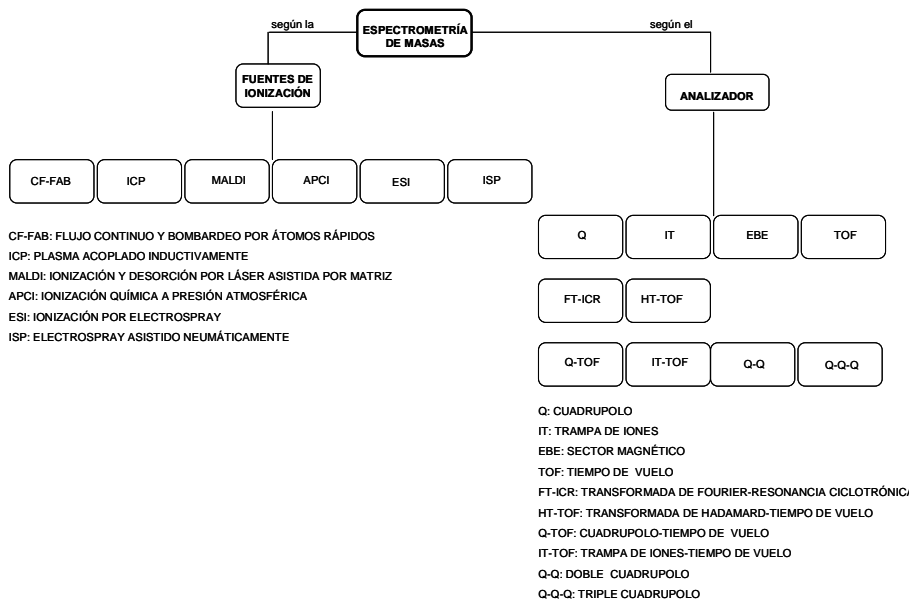 según la
ESPECTROMETRÍA
DE MASAS
según el
FUENTES DE
IONIZACIÓN
ANALIZADOR
CF-FAB
ICP
MALDI
APCI
ESI
ISP
CF-FAB: FLUJO CONTINUO Y BOMBARDEO POR ÁTOMOS RÁPIDOS
ICP: PLASMA ACOPLADO INDUCTIVAMENTE
MALDI: IONIZACIÓN Y DESORCIÓN POR LÁSER ASISTIDA POR MATRIZ
APCI: IONIZACIÓN QUÍMICA A PRESIÓN ATMOSFÉRICA
ESI: IONIZACIÓN POR ELECTROSPRAY
ISP: ELECTROSPRAY ASISTIDO NEUMÁTICAMENTE
Q
IT
EBE
TOF
FT-ICR
HT-TOF
Q-TOF
IT-TOF
Q-Q
Q-Q-Q
Q: CUADRUPOLO
IT: TRAMPA DE IONES
EBE: SECTOR MAGNÉTICO
TOF: TIEMPO DE VUELO
FT-ICR: TRANSFORMADA DE FOURIER-RESONANCIA CICLOTRÓNICA
HT-TOF: TRANSFORMADA DE HADAMARD-TIEMPO DE VUELO
Q-TOF: CUADRUPOLO-TIEMPO DE VUELO
IT-TOF: TRAMPA DE IONES-TIEMPO DE VUELO
Q-Q: DOBLE CUADRUPOLO
Q-Q-Q: TRIPLE CUADRUPOLO